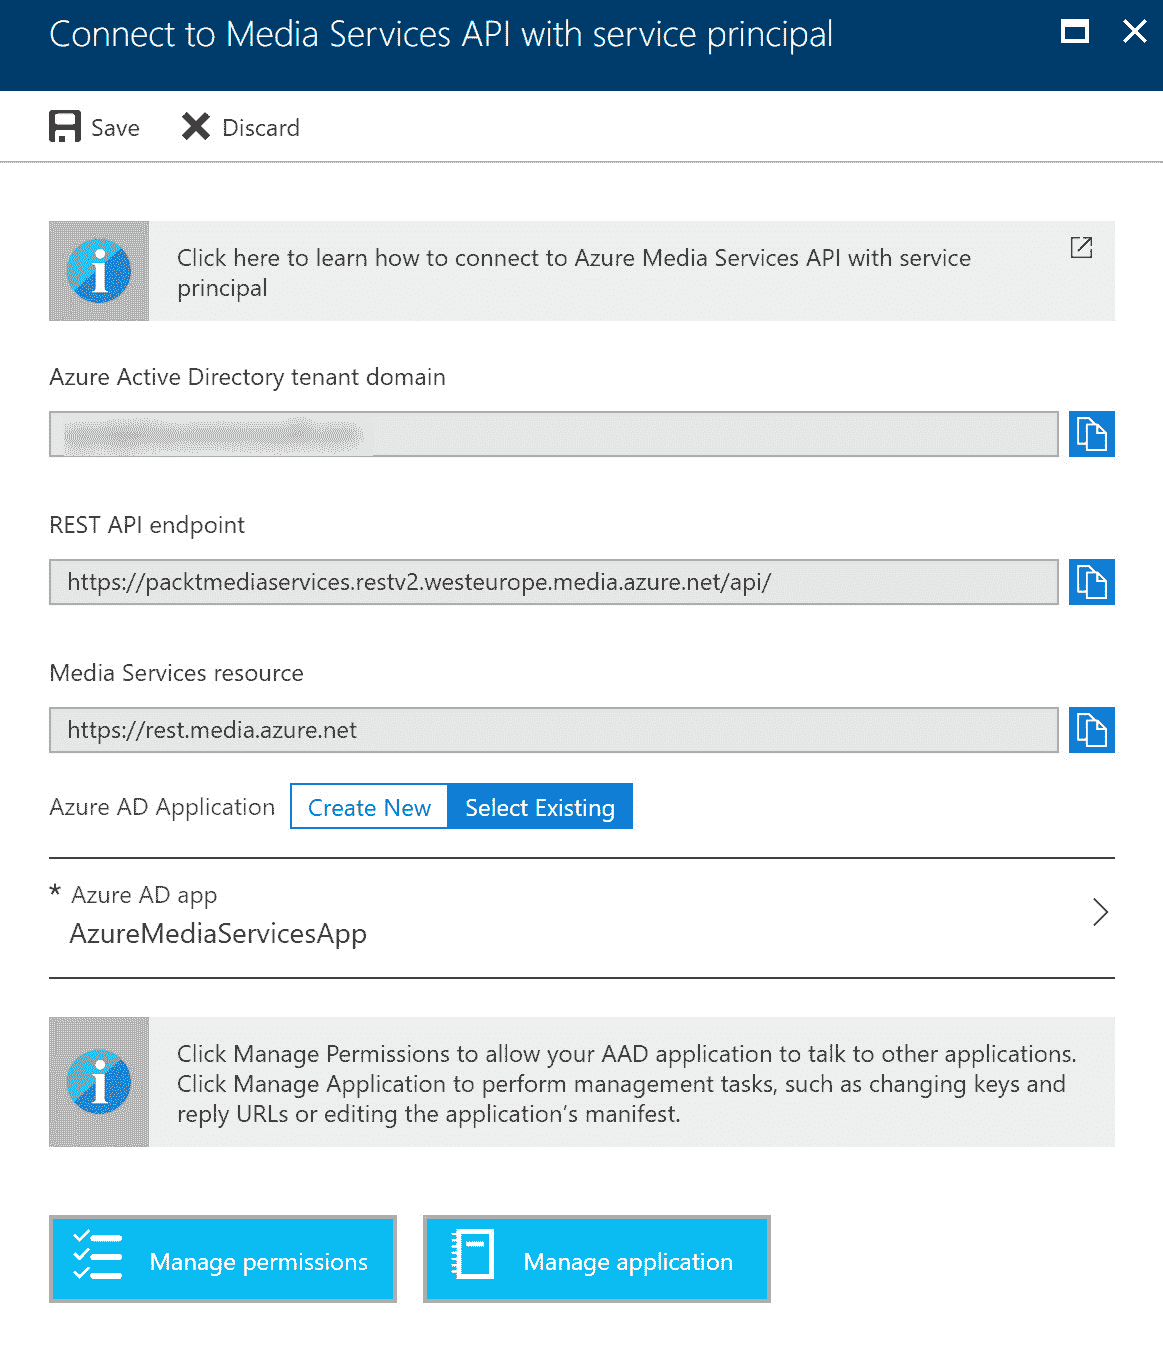 Connect to Media Services API with service principal
Save Discard
Click here to learn how to connect to Azure Media Services API with service
principal
Azure Active Directory tenant domain
REST API endpoint
https://packtmediaservices.restv2.westeurope.media.azure.net/api/
Media Services resource
https://rest.media.azure.net
Azure AD Application Create New Select Existing
* Azure AD app
AzureMediaServicesApp
Click Manage Permissions to allow your AAD application to talk to other applications.
Click Manage Application to perform management tasks, such as changing keys and
reply URLs or editing the application’s manifest.
Manage permissions Manage application